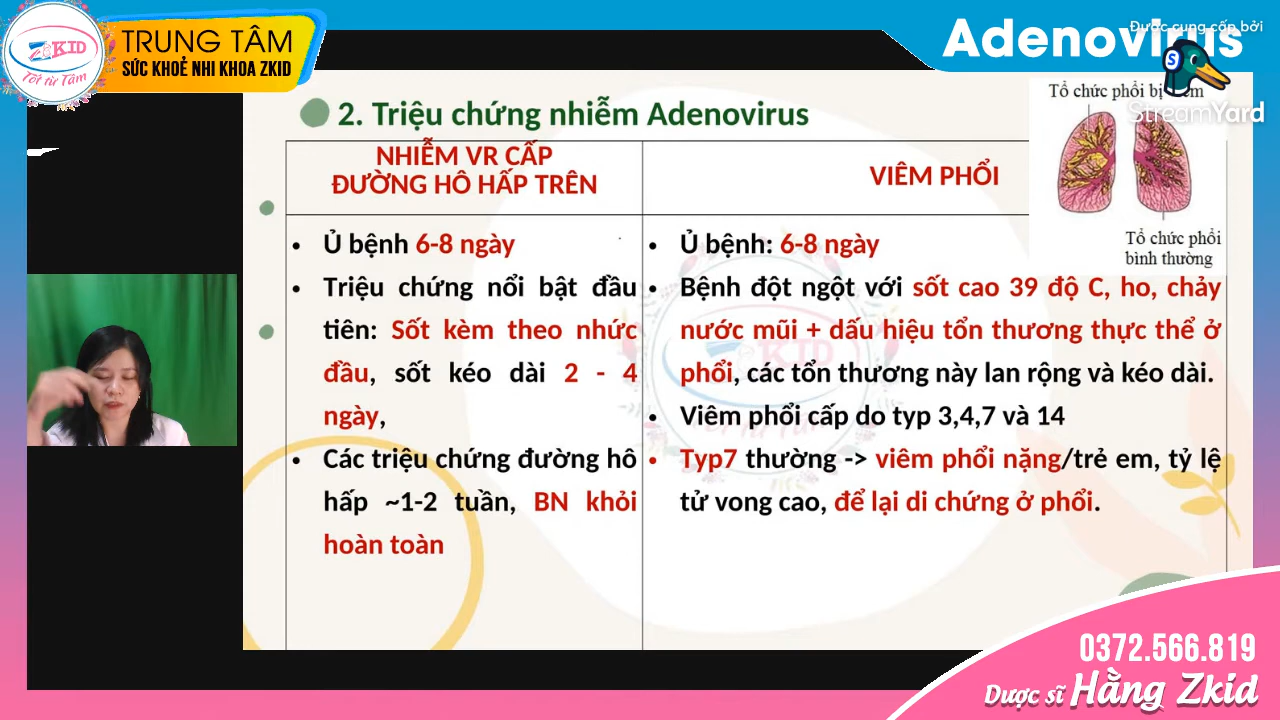 ZKID
Tốt từ Tâm
TRUNG TÂM
SỨC KHOẺ NHI KHOA ZKID
Adenovirus
Được cung cấp bởi
StreamYard
2. Triệu chứng nhiễm Adenovirus
Tổ chức phổi bị
Tổ chức phổi
bình thường
NHIỄM VR CẤP
ĐƯỜNG HÔ HẤP TRÊN
• Ủ bệnh 6-8 ngày
• Triệu chứng nổi bật đầu
tiên: Sốt kèm theo nhức
đầu, sốt kéo dài 2 - 4
ngày,
• Các triệu chứng đường hô
hấp ~1-2 tuần, BN khỏi
hoàn toàn
VIÊM PHỔI
• Ủ bệnh: 6-8 ngày
• Bệnh đột ngột với sốt cao 39 độ C, ho, chảy
nước mũi + dấu hiệu tổn thương thực thể ở
phổi, các tổn thương này lan rộng và kéo dài.
• Viêm phổi cấp do typ 3,4,7 và 14
• Typ7 thường -> viêm phổi nặng/trẻ em, tỷ lệ
tử vong cao, để lại di chứng ở phổi.
0372.566.819
Dược sĩ Hằng Zkid